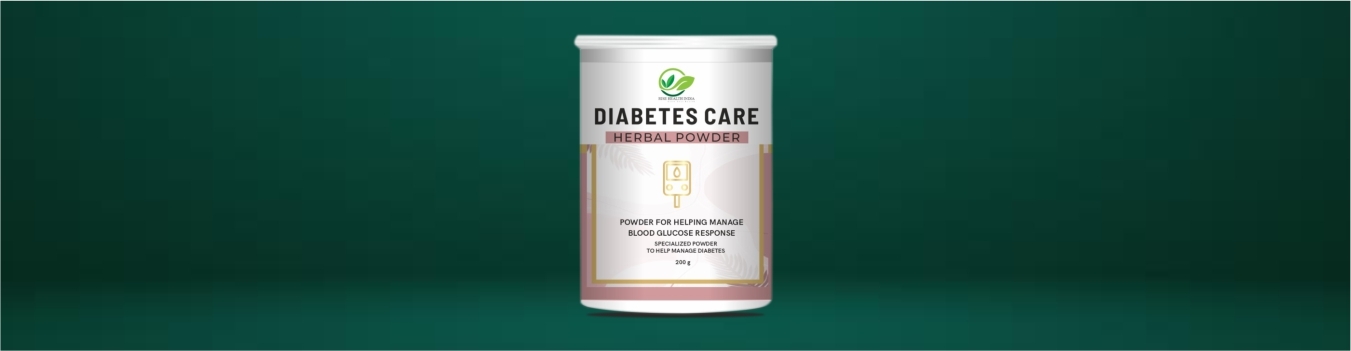 DIABETES CARE
HERBAL POWDER
POWDER FOR HELPING MANAGE
BLOOD GLUCOSE RESPONSE
SPECIALIZED POWDER
TO HELP MANAGE DIABETES
200 g